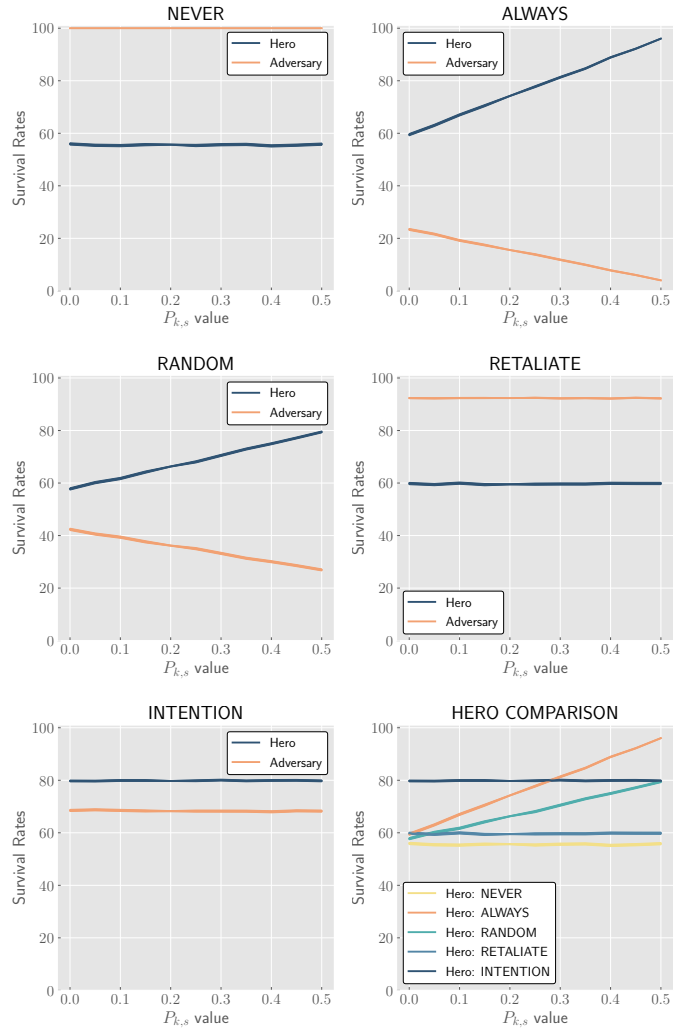 NEVER
100
80
60
40
20
0
Survival Rates
Hero
Adversary
0.0 0.1 0.2 0.3 0.4 0.5
P_{k,s} value
ALWAYS
100
80
60
40
20
0
Survival Rates
Hero
Adversary
0.0 0.1 0.2 0.3 0.4 0.5
P_{k,s} value
RANDOM
100
80
60
40
20
0
Survival Rates
Hero
Adversary
0.0 0.1 0.2 0.3 0.4 0.5
P_{k,s} value
RETALIATE
100
80
60
40
20
0
Survival Rates
Hero
Adversary
0.0 0.1 0.2 0.3 0.4 0.5
P_{k,s} value
INTENTION
100
80
60
40
20
0
Survival Rates
Hero
Adversary
0.0 0.1 0.2 0.3 0.4 0.5
P_{k,s} value
HERO COMPARISON
100
80
60
40
20
0
Survival Rates
Hero: NEVER
Hero: ALWAYS
Hero: RANDOM
Hero: RETALIATE
Hero: INTENTION
0.0 0.1 0.2 0.3 0.4 0.5
P_{k,s} value